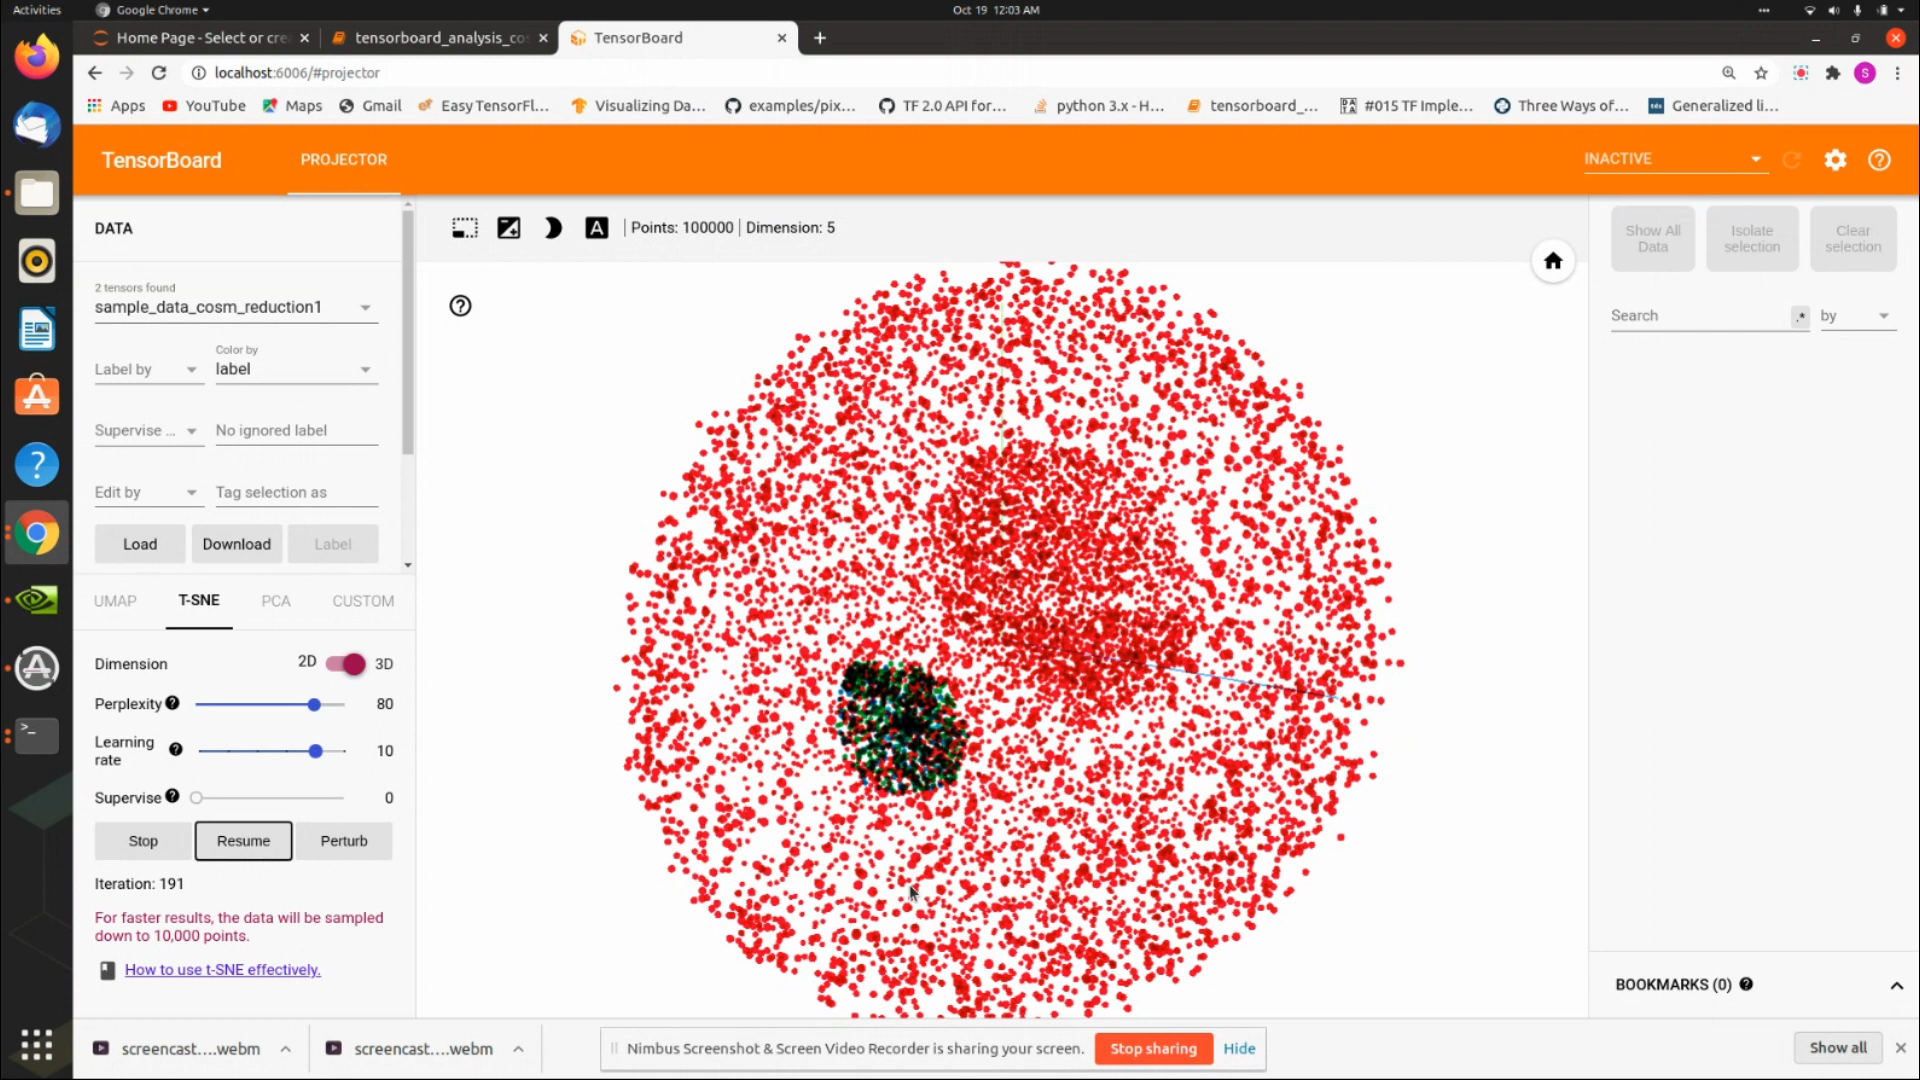 Activities
Google Chrome
Oct 19 12:03 AM
Home Page - Select or cre
tensorboard_analysis_cos
TensorBoard
localhost:6006/#projector
S
Apps
YouTube
Maps
Gmail
Easy TensorFl...
Visualizing Da...
examples/pix...
TF 2.0 API for...
python 3.x - H...
tensorboard_...
#015 TF Imple...
Three Ways of...
Generalized li...
TensorBoard
PROJECTOR
INACTIVE
DATA
Points: 100000 | Dimension: 5
Show All Data
Isolate selection
Clear selection
2 tensors found
sample_data_cosm_reduction1
Search
.*
by
Color by
Label by
label
Supervise ...
No ignored label
Edit by
Tag selection as
Load
Download
Label
UMAP
T-SNE
PCA
CUSTOM
Dimension
2D
3D
Perplexity
80
Learning rate
10
Supervise
0
Stop
Resume
Perturb
Iteration: 191
For faster results, the data will be sampled
down to 10,000 points.
How to use t-SNE effectively.
BOOKMARKS (0)
screencast....webm
screencast....webm
Nimbus Screenshot & Screen Video Recorder is sharing your screen.
Stop sharing
Hide
Show all